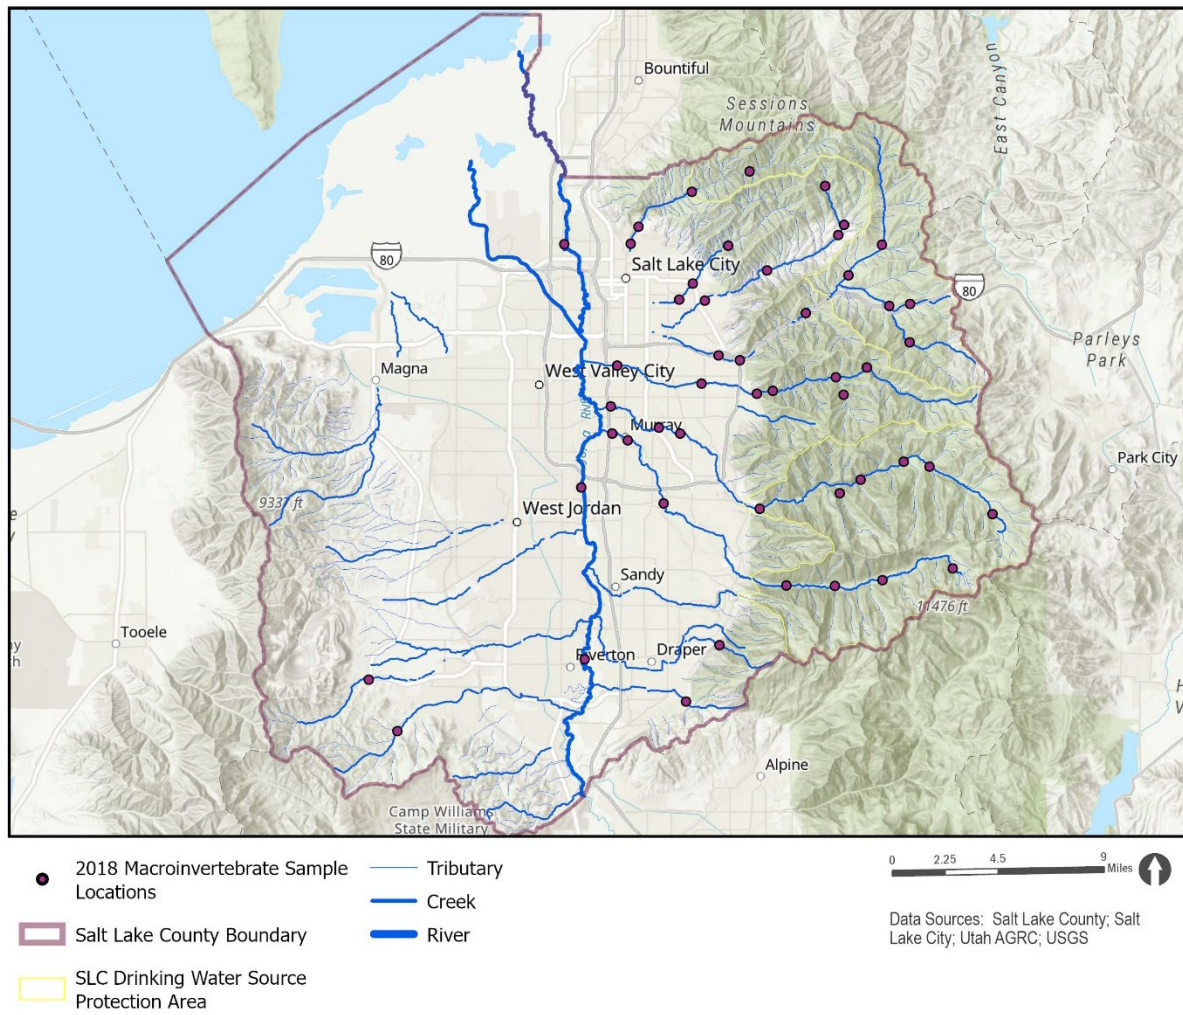 Bountiful
Sessions
Mountains
East Canyon
80
Salt Lake City
80
Parleys
Park
Magna
West Valley City
Murray
Park City
9337 ft
West Jordan
Sandy
11476 ft
Tooele
Riverton
Draper
Alpine
Camp Williams
State Military
2018 Macroinvertebrate Sample
Locations
Salt Lake County Boundary
SLC Drinking Water Source
Protection Area
Tributary
Creek
River
0 2.25 4.5 9
Miles
Data Sources: Salt Lake County; Salt
Lake City; Utah AGRC; USGS